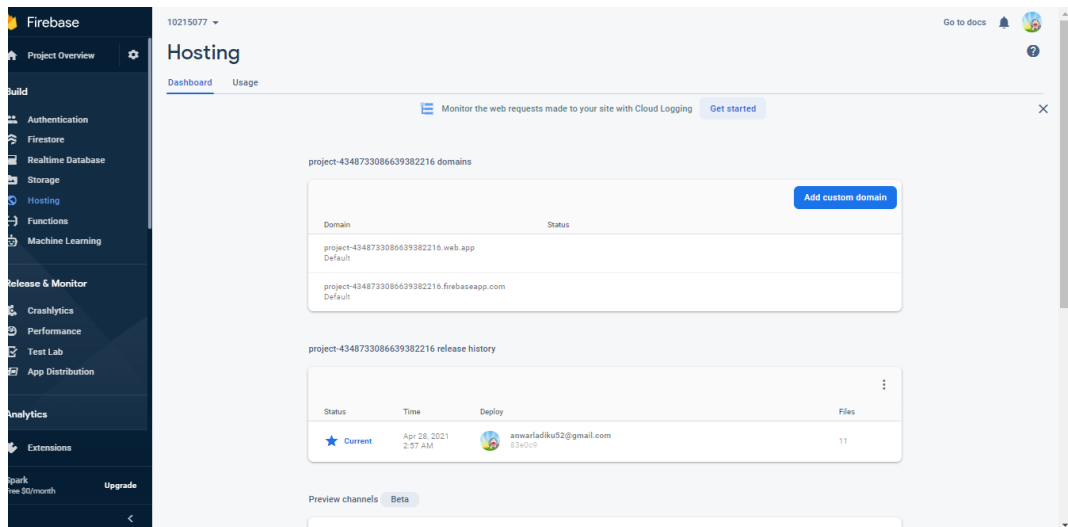 Firebase
Project Overview
Build
Authentication
Firestore
Realtime Database
Storage
Hosting
Functions
Machine Learning
Release & Monitor
Crashlytics
Performance
Test Lab
App Distribution
Analytics
Extensions
Spark
Free $0/month
Upgrade
10215077
Go to docs
Hosting
Dashboard Usage
Monitor the web requests made to your site with Cloud Logging Get started
project-4348733086639382216 domains
Add custom domain
Domain Status
project-4348733086639382216.web.app
Default
project-4348733086639382216.firebaseapp.com
Default
project-4348733086639382216 release history
Status Time Deploy Files
Current Apr 28, 2021 anwarladiku52@gmail.com 11
2:57 AM 83e0c9
Preview channels Beta